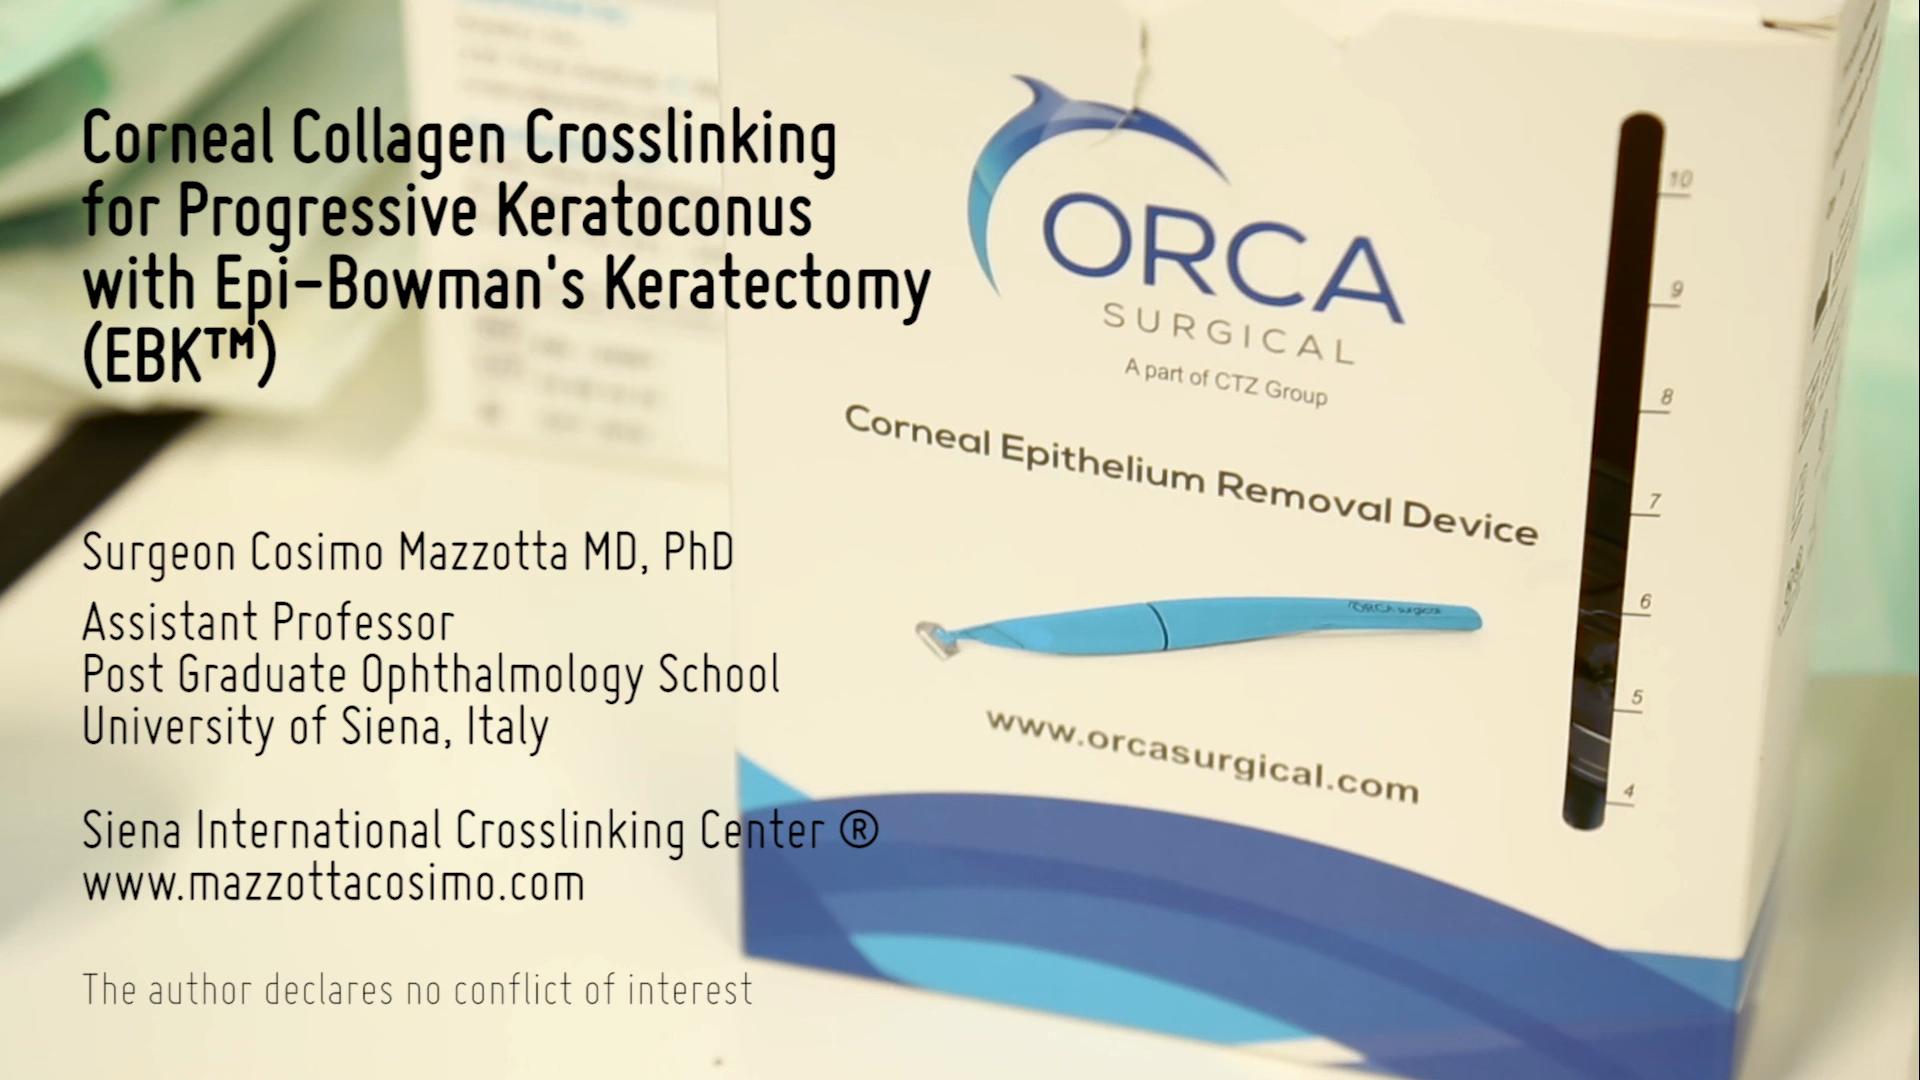 Corneal Collagen Crosslinking
for Progressive Keratoconus
with Epi-Bowman's Keratectomy
(EBK™)
Surgeon Cosimo Mazzotta MD, PhD
Assistant Professor
Post Graduate Ophthalmology School
University of Siena, Italy
Siena International Crosslinking Center ®
www.mazzottacosimo.com
The author declares no conflict of interest
ORCA
SURGICAL
A part of CTZ Group
Corneal Epithelium Removal Device
ORCA surgical
www.orcasurgical.com
10
9
8
7
6
5
4